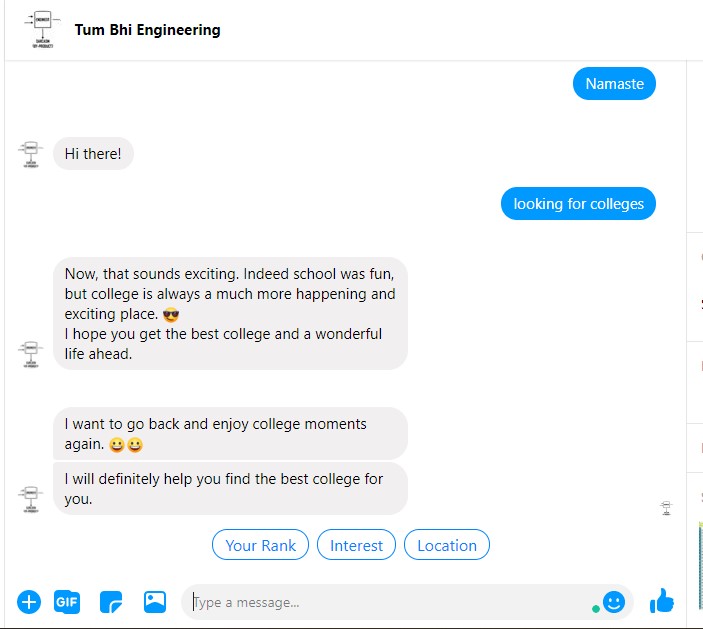 Tum Bhi Engineering
Namaste
Hi there!
looking for colleges
Now, that sounds exciting. Indeed school was fun,
but college is always a much more happening and
exciting place. 😎
I hope you get the best college and a wonderful
life ahead.
I want to go back and enjoy college moments
again. 😀😀
I will definitely help you find the best college for
you.
Your Rank
Interest
Location
GIF
Type a message...